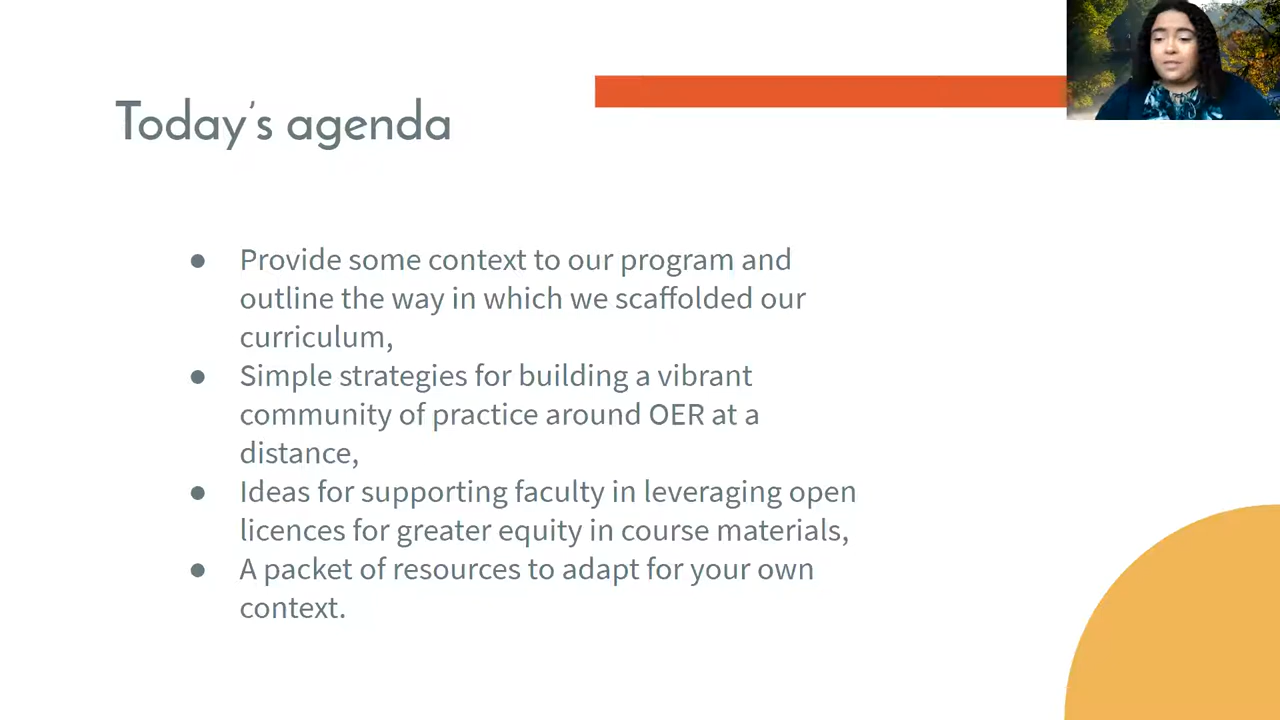 Today's agenda
● Provide some context to our program and
outline the way in which we scaffolded our
curriculum,
● Simple strategies for building a vibrant
community of practice around OER at a
distance,
● Ideas for supporting faculty in leveraging open
licences for greater equity in course materials,
● A packet of resources to adapt for your own
context.